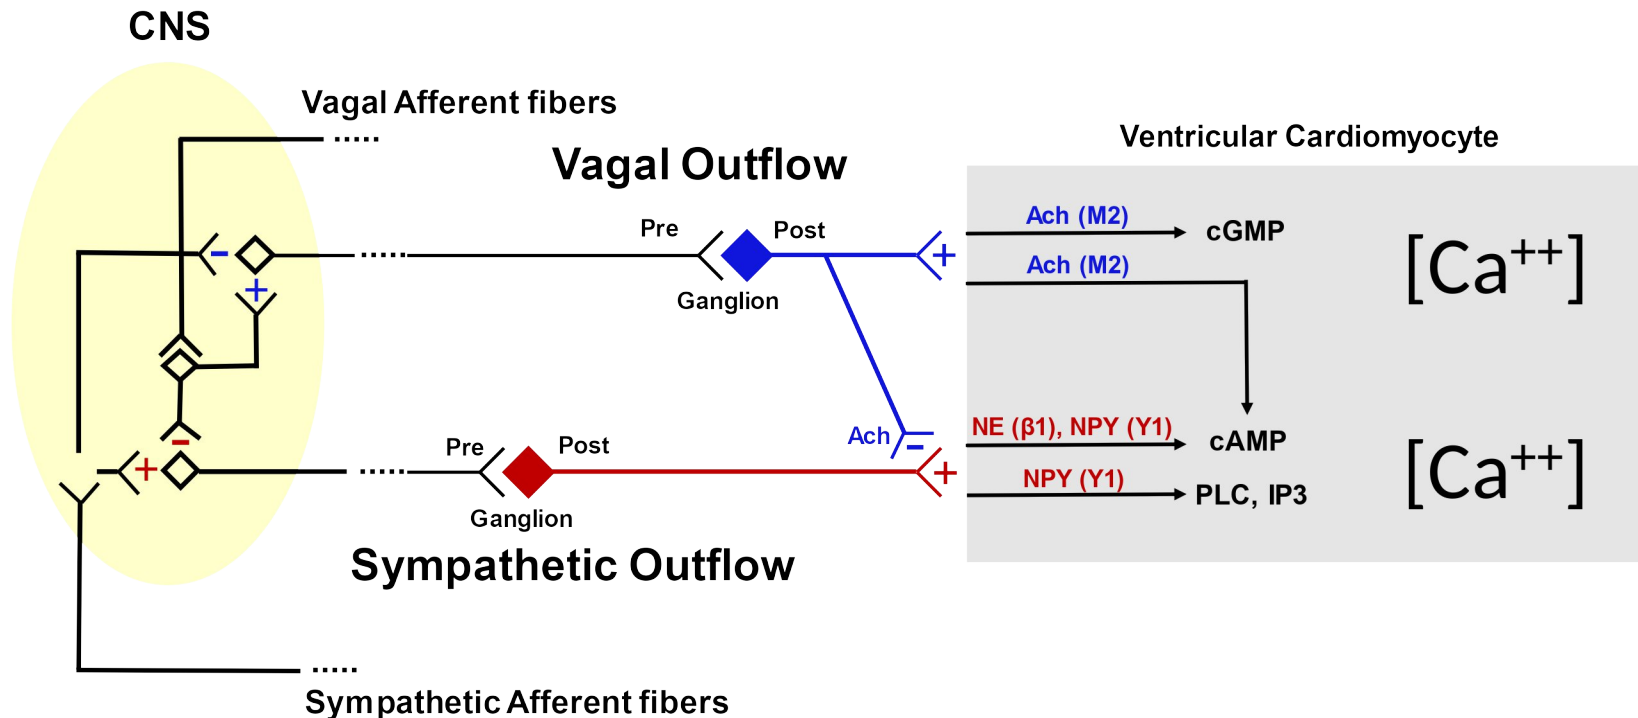 CNS
Vagal Afferent fibers
Vagal Outflow
Ventricular Cardiomyocyte
Pre
Post
Ganglion
-
+
+
Ach (M2)
cGMP
Ach (M2)
[Ca++]
Ach
-
-
+
Pre
Post
Ganglion
+
NE (β1), NPY (Y1)
cAMP
NPY (Y1)
PLC, IP3
[Ca++]
Sympathetic Outflow
Sympathetic Afferent fibers